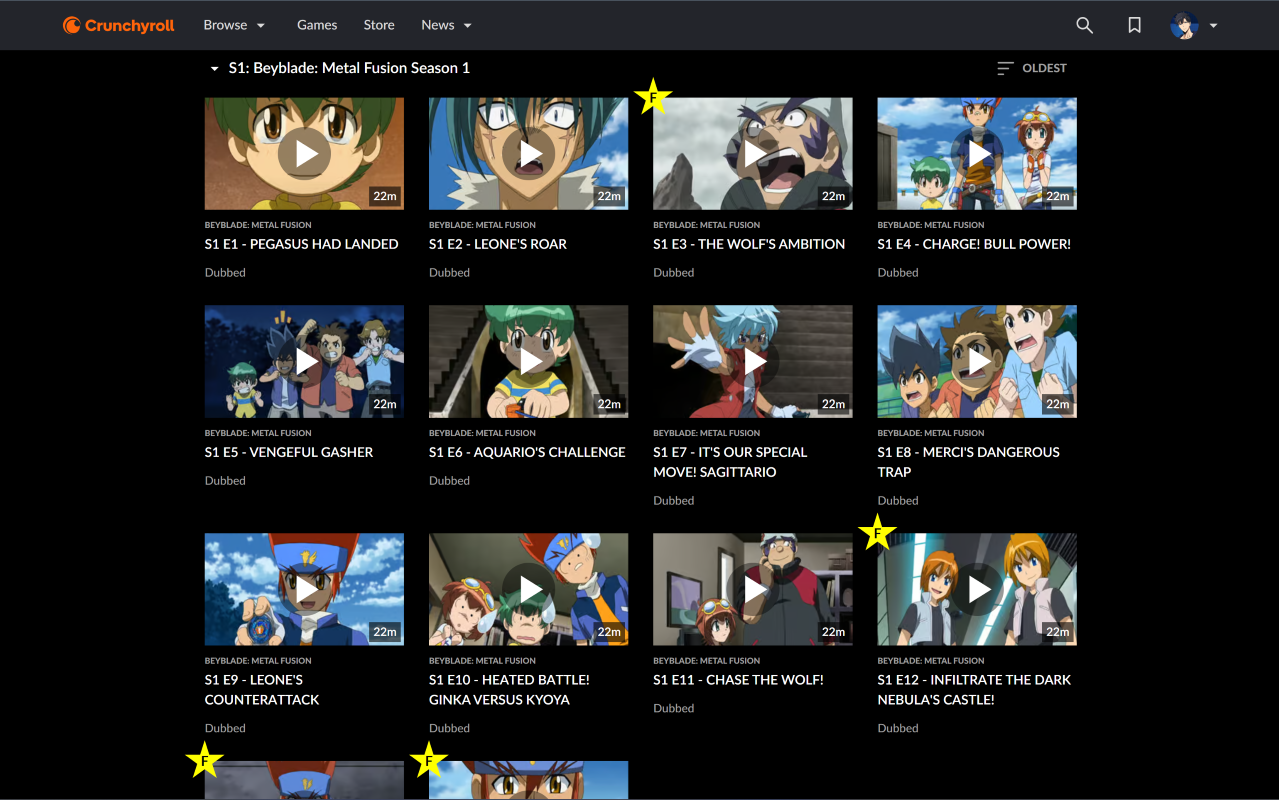 Crunchyroll Browse Games Store News
S1: Beyblade: Metal Fusion Season 1 OLDEST
F
22m 22m 22m 22m
BEYBLADE: METAL FUSION
S1 E1 - PEGASUS HAD LANDED
Dubbed
BEYBLADE: METAL FUSION
S1 E2 - LEONE'S ROAR
Dubbed
BEYBLADE: METAL FUSION
S1 E3 - THE WOLF'S AMBITION
Dubbed
BEYBLADE: METAL FUSION
S1 E4 - CHARGE! BULL POWER!
Dubbed
22m 22m 22m 22m
BEYBLADE: METAL FUSION
S1 E5 - VENGEFUL GASHER
Dubbed
BEYBLADE: METAL FUSION
S1 E6 - AQUARIO'S CHALLENGE
Dubbed
BEYBLADE: METAL FUSION
S1 E7 - IT'S OUR SPECIAL
MOVE! SAGITTARIO
Dubbed
BEYBLADE: METAL FUSION
S1 E8 - MERCI'S DANGEROUS
TRAP
Dubbed
F
22m 22m 22m 22m
BEYBLADE: METAL FUSION
S1 E9 - LEONE'S
COUNTERATTACK
Dubbed
BEYBLADE: METAL FUSION
S1 E10 - HEATED BATTLE!
GINKA VERSUS KYOYA
Dubbed
BEYBLADE: METAL FUSION
S1 E11 - CHASE THE WOLF!
Dubbed
BEYBLADE: METAL FUSION
S1 E12 - INFILTRATE THE DARK
NEBULA'S CASTLE!
Dubbed
F
F